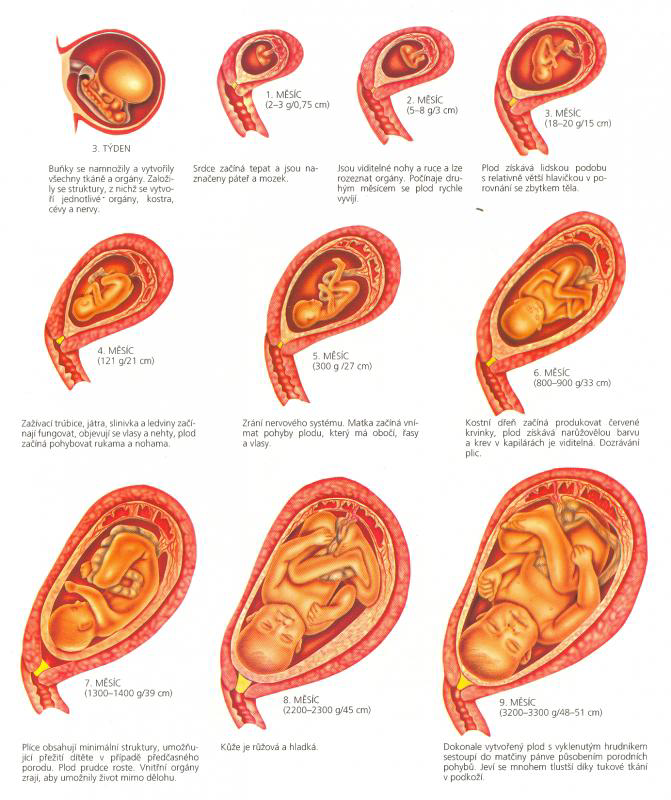 3. TÝDEN
Buňky se namnožily a vytvořily
všechny tkáně a orgány. Založi-
ly se struktury, z nichž se vytvo-
ří jednotlivé orgány, kostra,
cévy a nervy.
1. MĚSÍC
(2–3 g/0,75 cm)
Srdce začíná tepat a jsou na-
značeny páteř a mozek.
2. MĚSÍC
(5–8 g/3 cm)
Jsou viditelné nohy a ruce a lze
rozeznat orgány. Počínaje dru-
hým měsícem se plod rychle
vyvíjí.
3. MĚSÍC
(18–20 g/15 cm)
Plod získává lidskou podobu
s relativně větší hlavičkou v po-
rovnání se zbytkem těla.
4. MĚSÍC
(121 g/21 cm)
Zažívací trubice, játra, slinivka a ledviny začí-
nají fungovat, objevují se vlasy a nehty, plod
začíná pohybovat rukama a nohama.
5. MĚSÍC
(300 g /27 cm)
Zrání nervového systému. Matka začíná vní-
mat pohyby plodu, který má obočí, řasy
a vlasy.
6. MĚSÍC
(800–900 g/33 cm)
Kostní dřeň začíná produkovat červené
krvinky, plod získává narůžovělou barvu
a krev v kapilárách je viditelná. Dozrávání
plic.
7. MĚSÍC
(1300–1400 g/39 cm)
Plíce obsahují minimální struktury, umožňu-
jící přežití dítěte v případě předčasného
porodu. Plod prudce roste. Vnitřní orgány
zrají, aby umožnily život mimo dělohu.
8. MĚSÍC
(2200–2300 g/45 cm)
Kůže je růžová a hladká.
9. MĚSÍC
(3200–3300 g/48–51 cm)
Dokonale vytvořený plod s vyklenutým hrudníkem
sestoupí do matčiny pánve působením porodních
pohybů. Jeví se mnohem tlustší díky tukové tkáni
v podkoží.